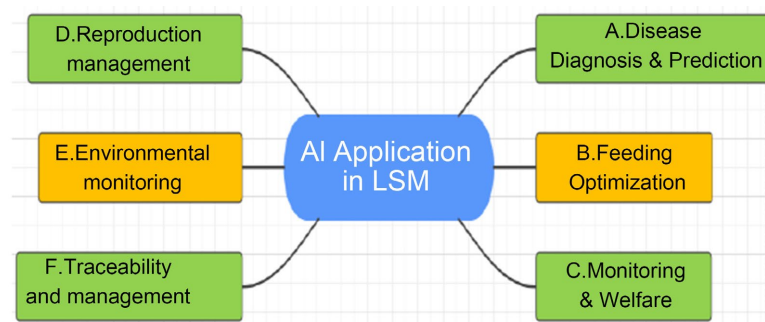 D.Reproduction
management
A.Disease
Diagnosis & Prediction
E.Environmental
monitoring
AI Application
in LSM
B.Feeding
Optimization
F.Traceability
and management
C.Monitoring
& Welfare